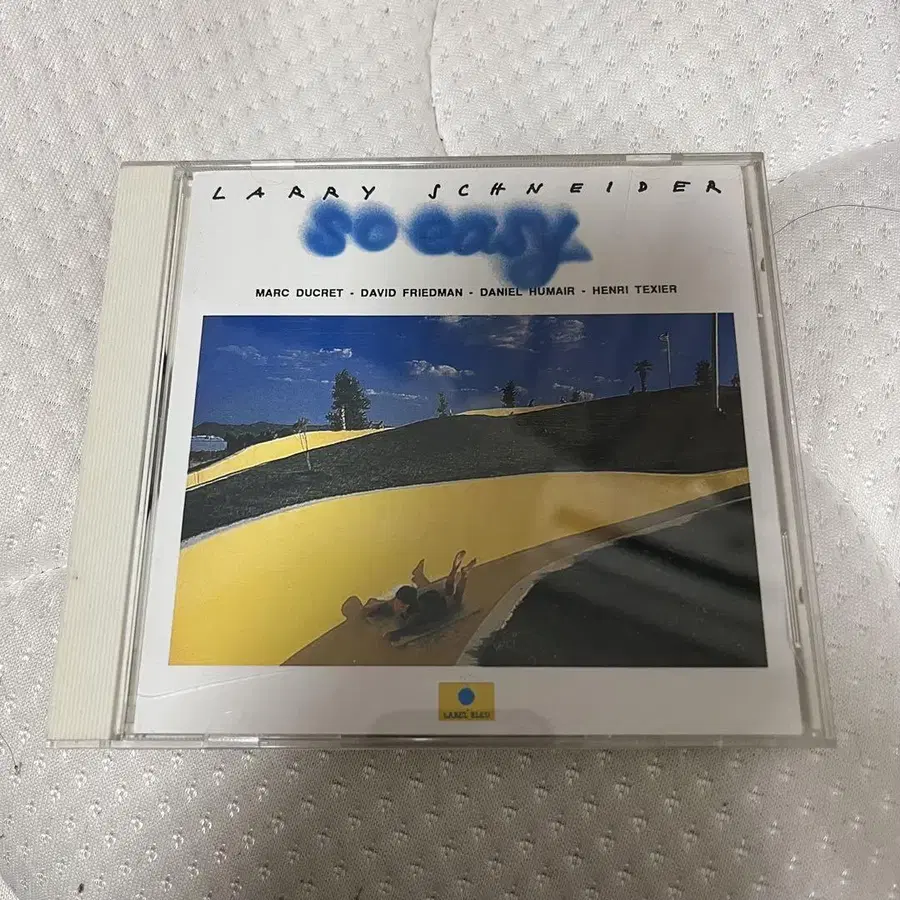 LARRY SCHNEIDER
so easy
MARC DUCRET - DAVID FRIEDMAN - DANIEL HUMAIR - HENRI TEXIER
LABEL BLEU